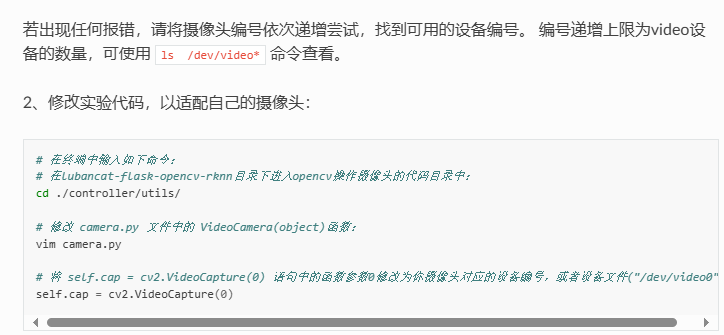 若出现任何报错，请将摄像头编号依次递增尝试，找到可用的设备编号。 编号递增上限为video设
备的数量，可使用 ls  /dev/video* 命令查看。
2、修改实验代码，以适配自己的摄像头：
# 在终端中输入如下命令：
# 在lubancat-flask-opencv-rknn目录下进入opencv操作摄像头的代码目录中：
cd ./controller/utils/
# 修改 camera.py 文件中的 VideoCamera(object)函数：
vim camera.py
# 将 self.cap = cv2.VideoCapture(0) 语句中的函数参数0修改为你摄像头对应的设备编号，或者设备文件("/dev/video0"
self.cap = cv2.VideoCapture(0)